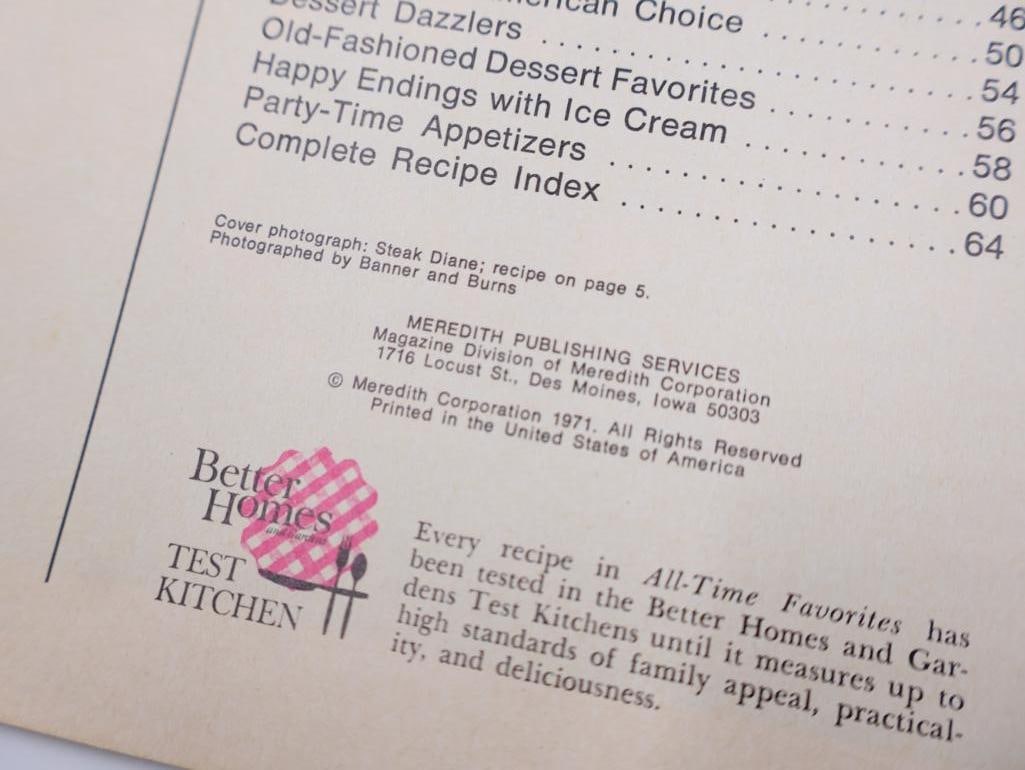 46
Choice . . . . . . . . . . . . 50
Dessert Dazzlers . . . . . . . . . . . . . . . . . . . . . . . . 54
Old-Fashioned Dessert Favorites . . . . . . . . . . . 56
Happy Endings with Ice Cream . . . . . . . . . . . . 58
Party-Time Appetizers . . . . . . . . . . . . . . . . . . . 60
Complete Recipe Index . . . . . . . . . . . . . . . . . . 64
Cover photograph: Steak Diane; recipe on page 5.
Photographed by Banner and Burns
MEREDITH PUBLISHING SERVICES
Magazine Division of Meredith Corporation
1716 Locust St., Des Moines, Iowa 50303
© Meredith Corporation 1971. All Rights Reserved
Printed in the United States of America
Better
Homes
and Gardens
TEST
KITCHEN
Every recipe in All-Time Favorites has
been tested in the Better Homes and Gar-
dens Test Kitchens until it measures up to
high standards of family appeal, practical-
ity, and deliciousness.